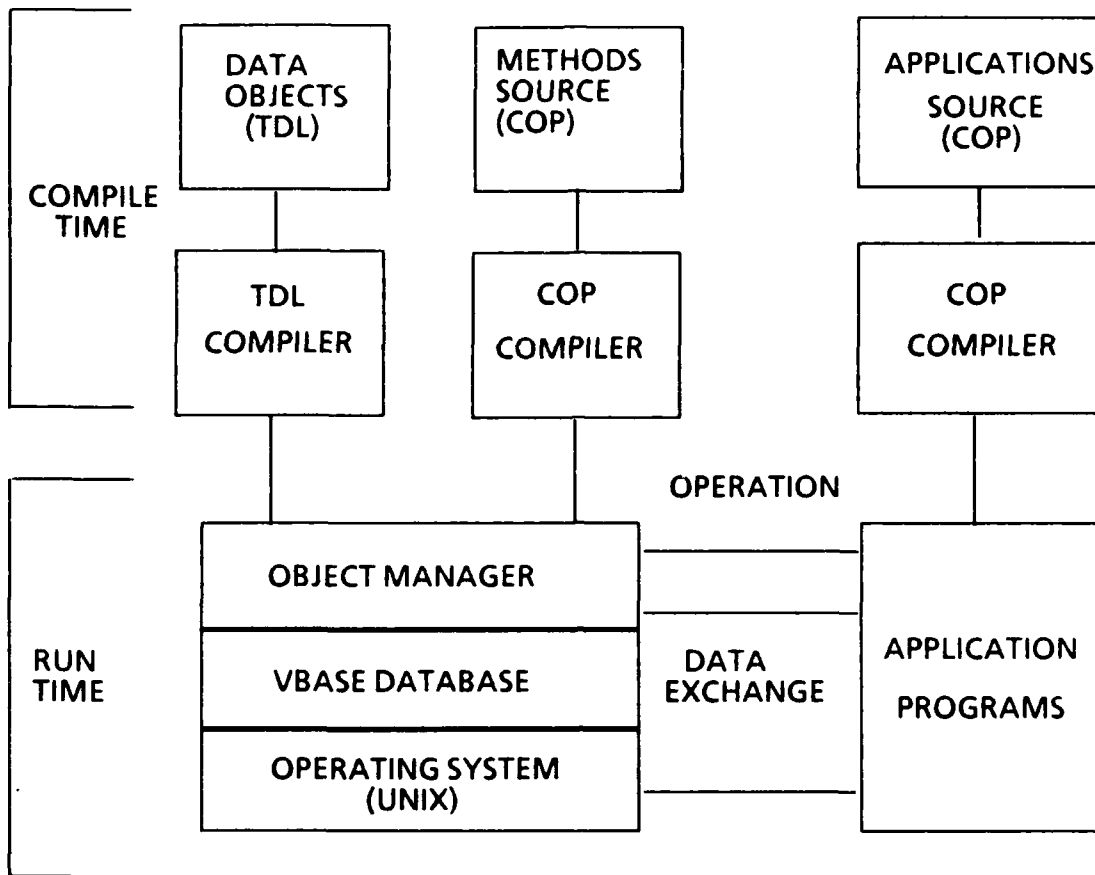 DATA
OBJECTS
(TDL)
METHODS
SOURCE
(COP)
APPLICATIONS
SOURCE
(COP)
COMPILE
TIME
TDL
COMPILER
COP
COMPILER
COP
COMPILER
OPERATION
OBJECT MANAGER
RUN
TIME
VBASE DATABASE
DATA
EXCHANGE
APPLICATION
PROGRAMS
OPERATING SYSTEM
(UNIX)